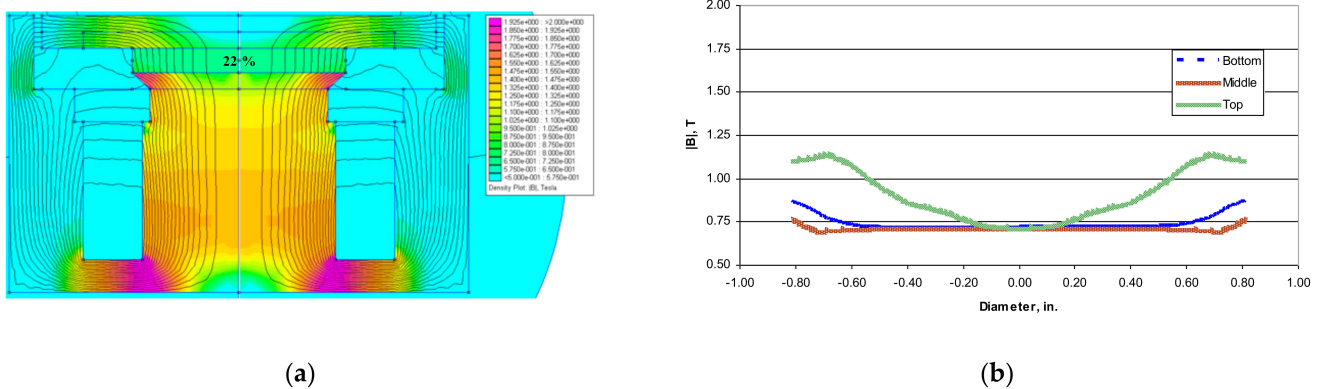 22 %
1.925e+000 : >2.000e+000
1.850e+000 : 1.925e+000
1.775e+000 : 1.850e+000
1.700e+000 : 1.775e+000
1.625e+000 : 1.700e+000
1.550e+000 : 1.625e+000
1.475e+000 : 1.550e+000
1.400e+000 : 1.475e+000
1.325e+000 : 1.400e+000
1.250e+000 : 1.325e+000
1.175e+000 : 1.250e+000
1.100e+000 : 1.175e+000
1.025e+000 : 1.100e+000
9.500e-001 : 1.025e+000
8.750e-001 : 9.500e-001
8.000e-001 : 8.750e-001
7.250e-001 : 8.000e-001
6.500e-001 : 7.250e-001
5.750e-001 : 6.500e-001
<5.000e-001 : 5.750e-001
Density Plot: |B|, Tesla
(a)
|B|, T
2.00
1.75
1.50
1.25
1.00
0.75
0.50
-1.00 -0.80 -0.60 -0.40 -0.20 0.00 0.20 0.40 0.60 0.80 1.00
Diameter, in.
Bottom
Middle
Top
(b)